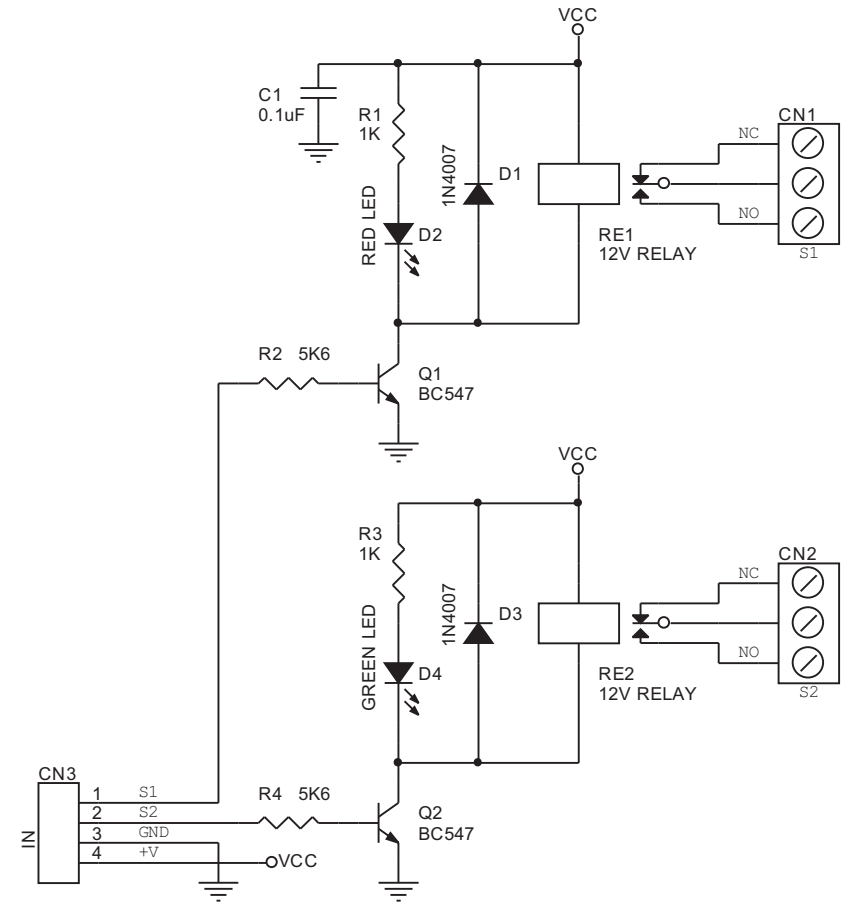 VCC
C1
0.1uF
R1
1K
1N4007
D1
RED LED
D2
CN1
NC
NO
RE1
12V RELAY
S1
R2 5K6
Q1
BC547
VCC
R3
1K
1N4007
D3
GREEN LED
D4
CN2
NC
NO
RE2
12V RELAY
S2
CN3
IN
1 S1
2 S2
3 GND
4 +V
VCC
R4 5K6
Q2
BC547